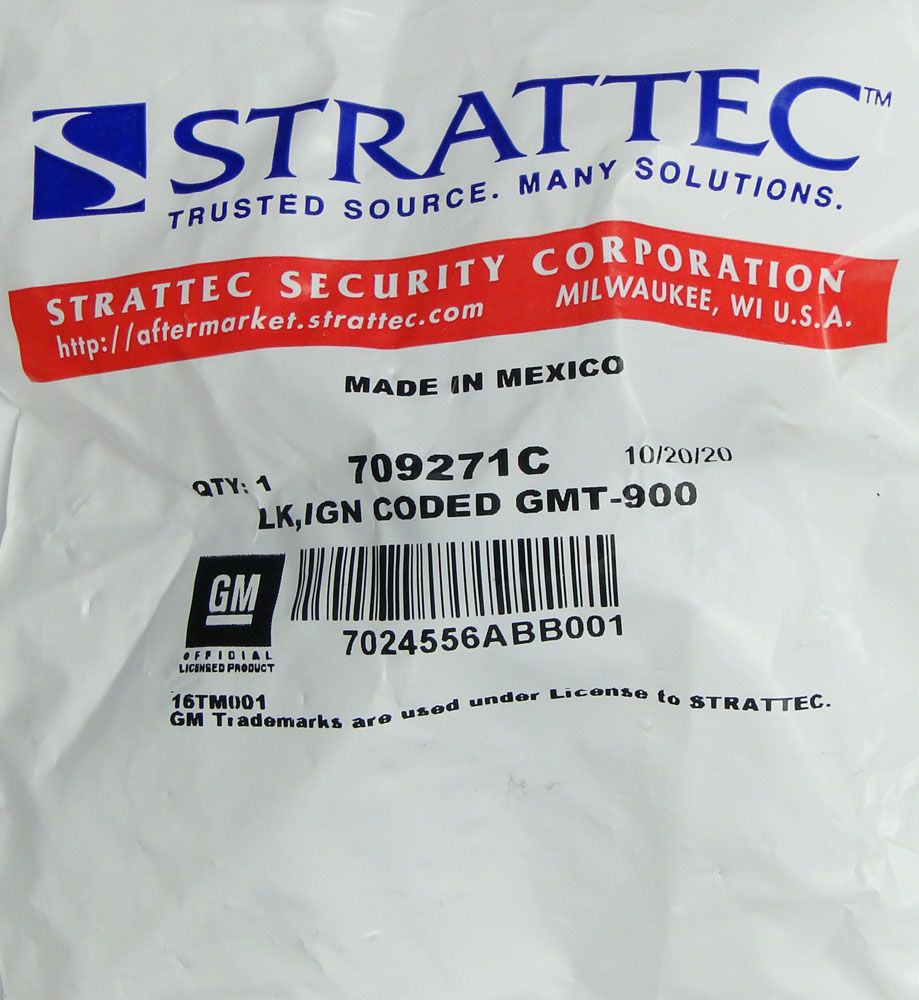 STRATTEC™
TRUSTED SOURCE. MANY SOLUTIONS.
STRATTEC SECURITY CORPORATION
http://aftermarket.strattec.com MILWAUKEE, WI U.S.A.
MADE IN MEXICO
QTY: 1 709271C 10/20/20
LK,IGN CODED GMT-900
GM
7024556ABB001
OFFICIAL
LICENSED PRODUCT
16TM001
GM Trademarks are used under License to STRATTEC.